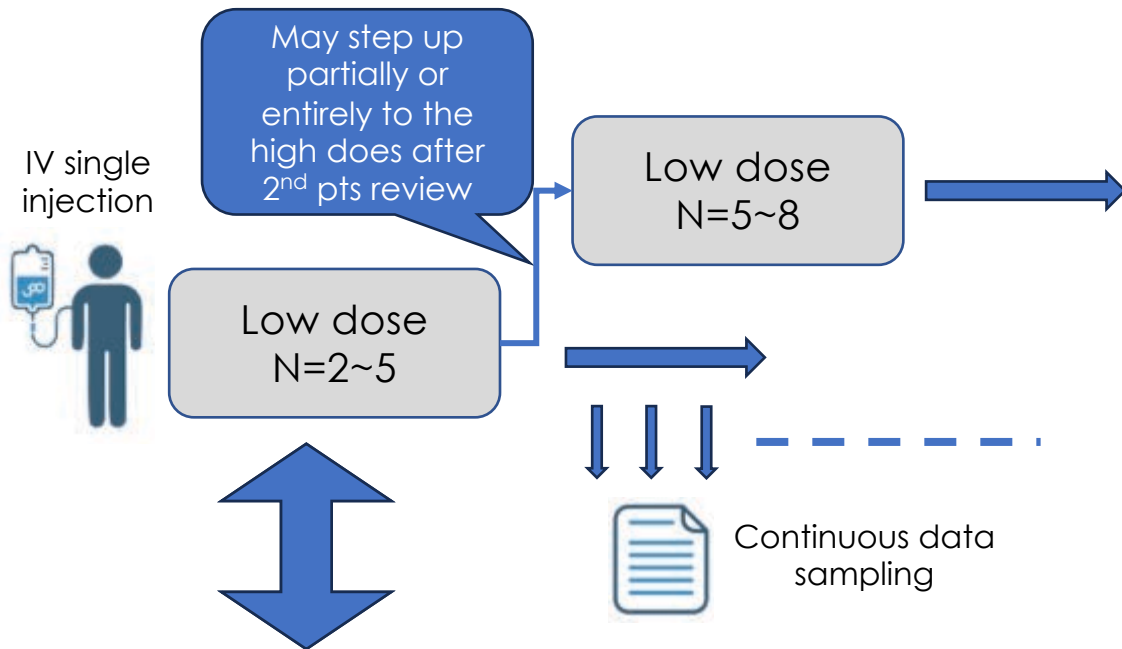 May step up
partially or
entirely to the
high does after
2nd pts review
IV single
injection
Low dose
N=5~8
Low dose
N=2~5
Continuous data
sampling